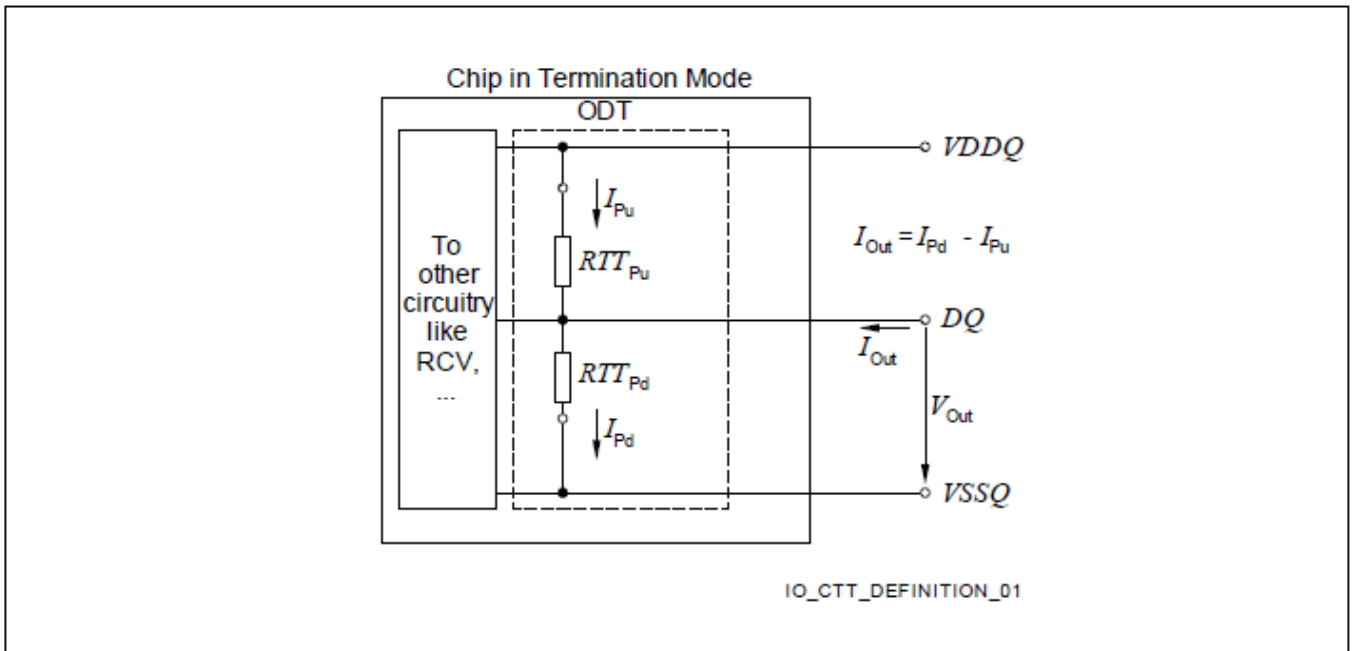 Chip in Termination Mode
ODT
VDDQ
I_Pu
I_Out = I_Pd - I_Pu
To
other
circuitry
like
RCV,
...
RTT_Pu
DQ
I_Out
RTT_Pd
V_Out
I_Pd
VSSQ
IO_CTT_DEFINITION_01